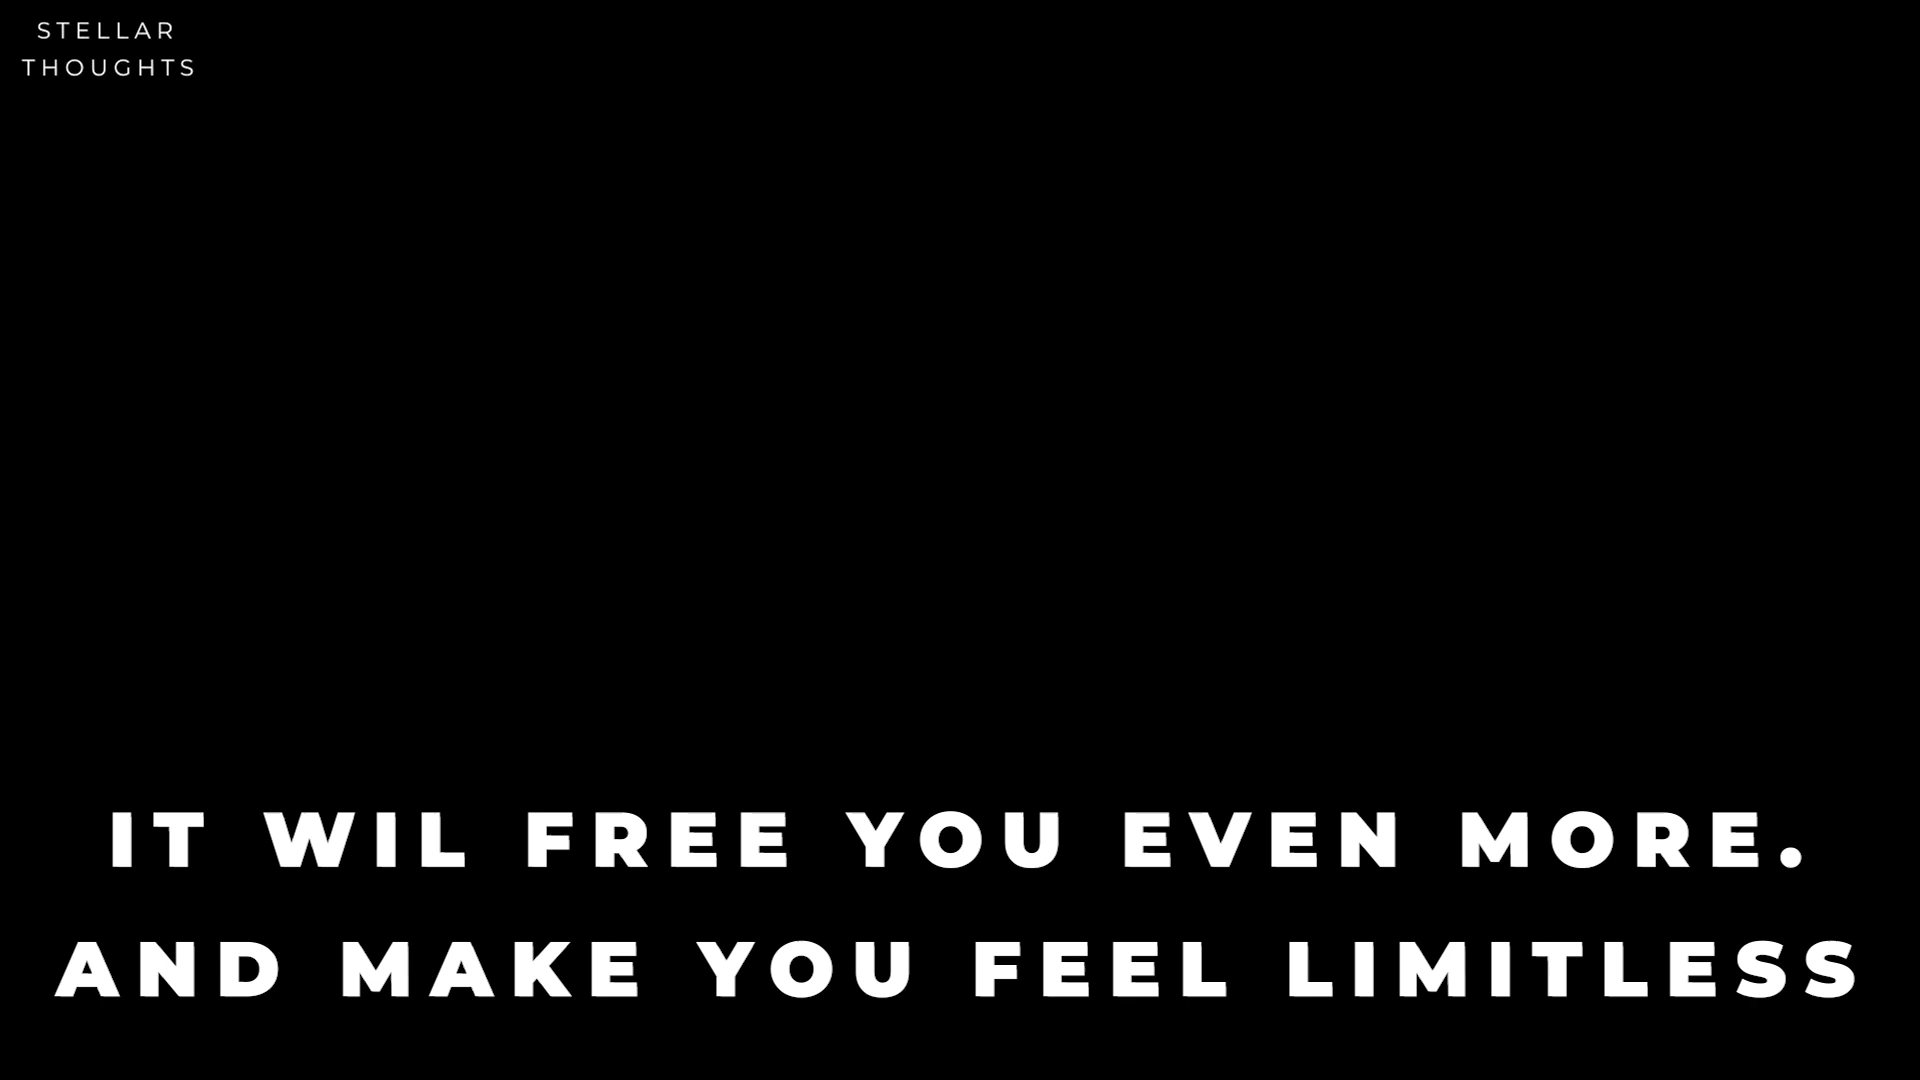 STELLAR
THOUGHTS
IT WIL FREE YOU EVEN MORE.
AND MAKE YOU FEEL LIMITLESS